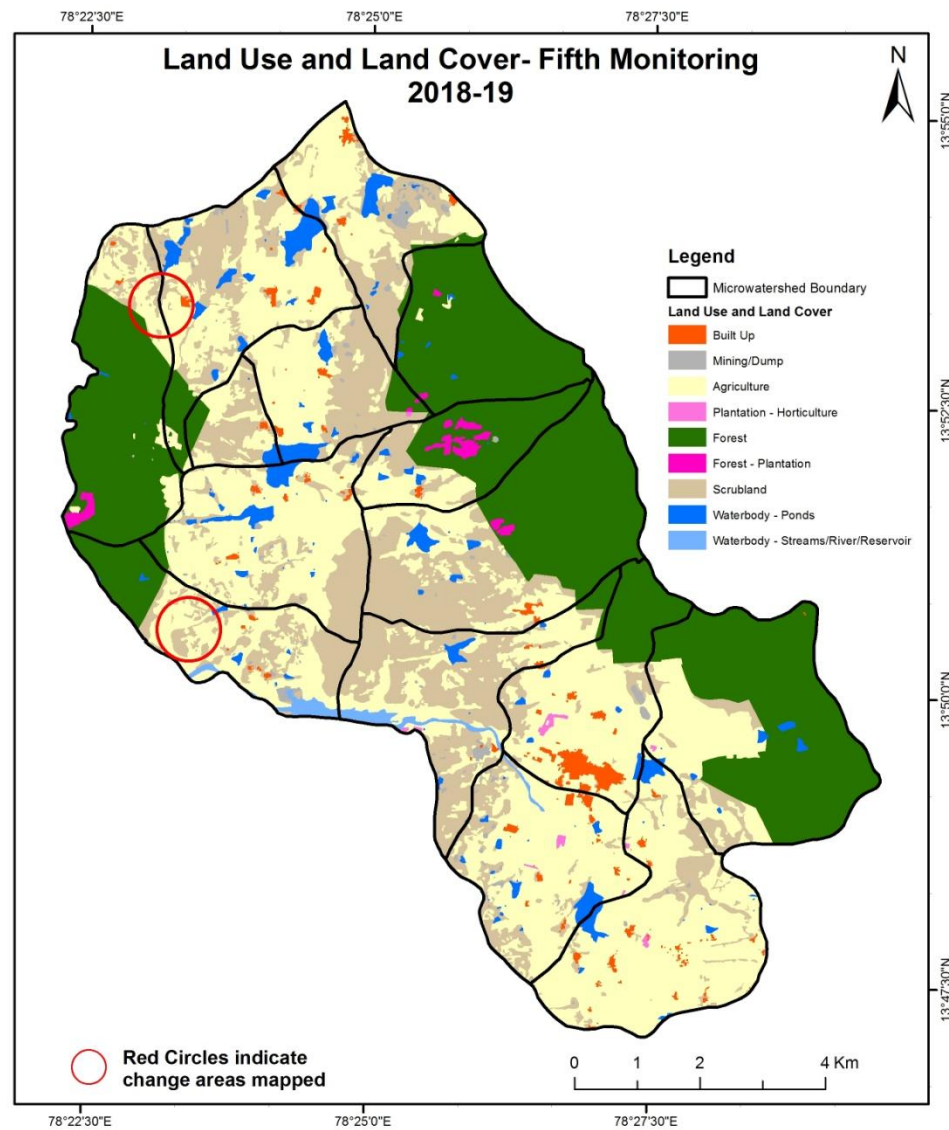 78°22'30"E
78°25'0"E
78°27'30"E
Land Use and Land Cover- Fifth Monitoring
2018-19
N
13°55'0"N
13°52'30"N
13°50'0"N
13°47'30"N
Legend
Microwatershed Boundary
Land Use and Land Cover
Built Up
Mining/Dump
Agriculture
Plantation - Horticulture
Forest
Forest - Plantation
Scrubland
Waterbody - Ponds
Waterbody - Streams/River/Reservoir
Red Circles indicate
change areas mapped
0 1 2 4 Km
78°22'30"E
78°25'0"E
78°27'30"E